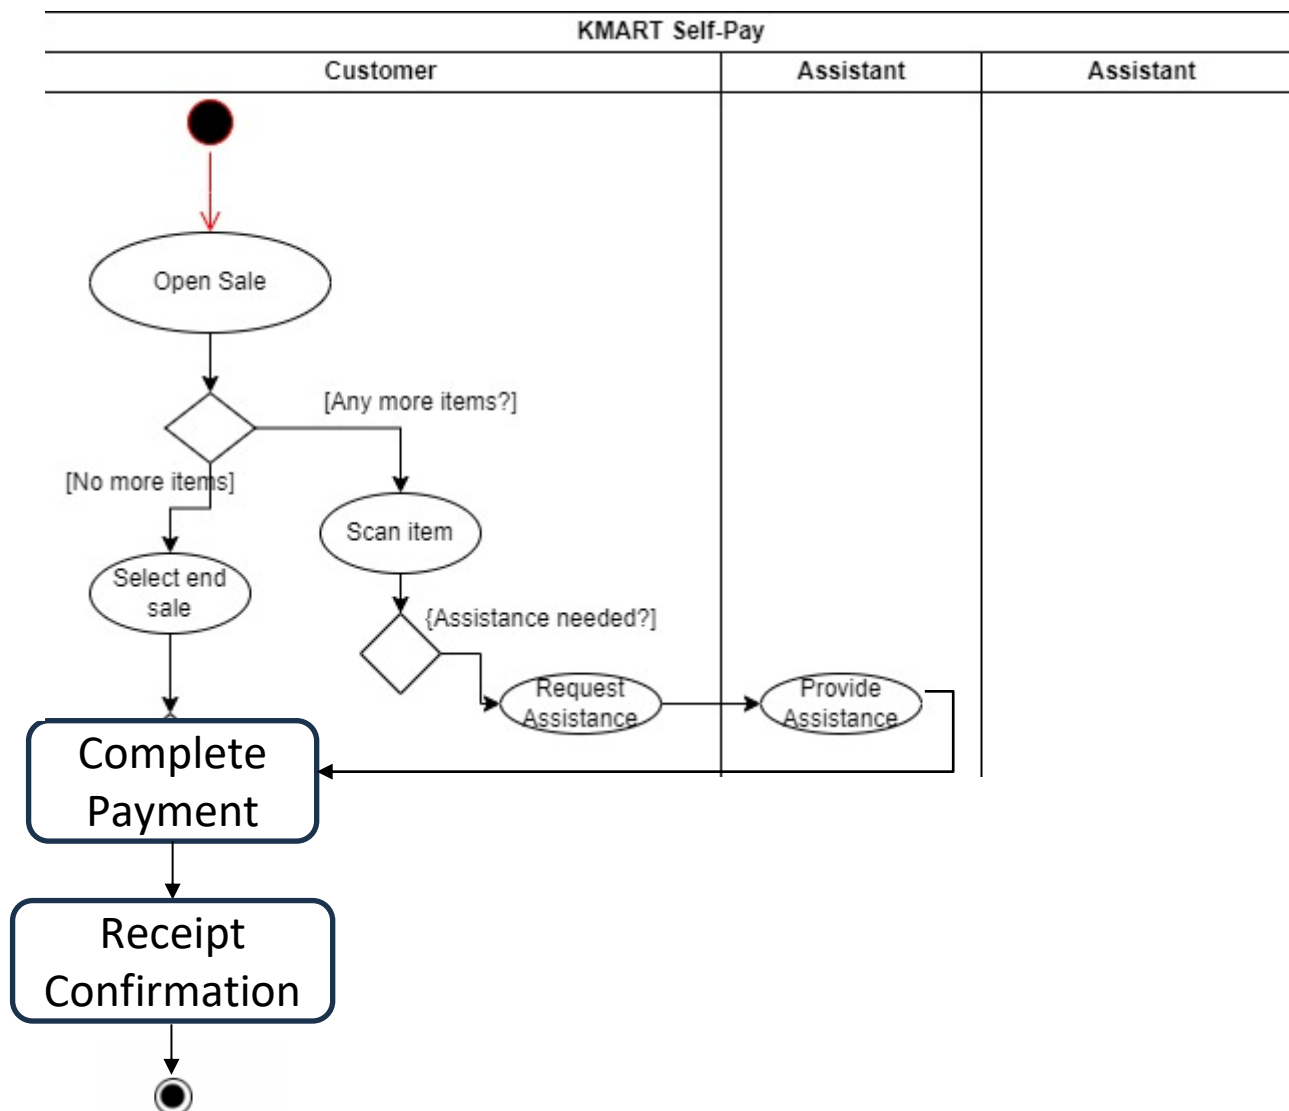 KMART Self-Pay
Customer
Assistant
Assistant
Open Sale
[Any more items?]
[No more items]
Scan item
Select end
sale
{Assistance needed?]
Request
Assistance
Provide
Assistance
Complete
Payment
Receipt
Confirmation